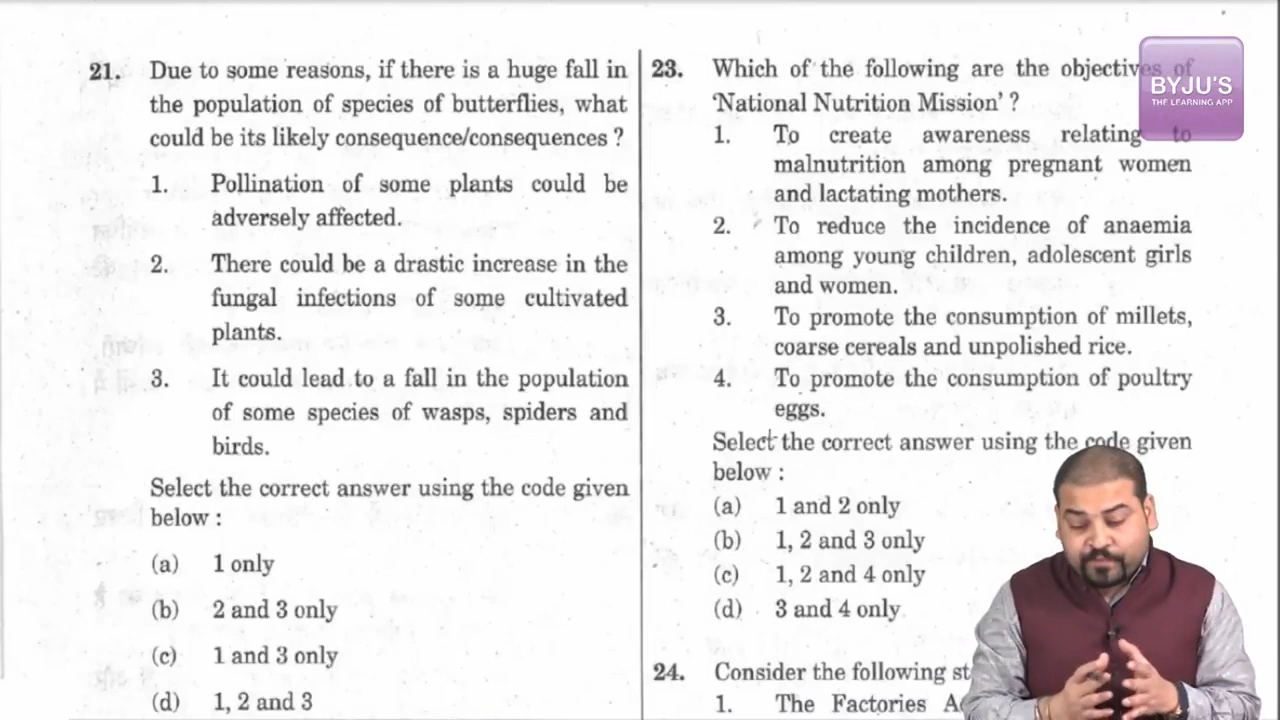 21. Due to some reasons, if there is a huge fall in
the population of species of butterflies, what
could be its likely consequence/consequences ?
1. Pollination of some plants could be
adversely affected.
2. There could be a drastic increase in the
fungal infections of some cultivated
plants.
3. It could lead to a fall in the population
of some species of wasps, spiders and
birds.
Select the correct answer using the code given
below :
(a) 1 only
(b) 2 and 3 only
(c) 1 and 3 only
(d) 1, 2 and 3
23. Which of the following are the objectives of
'National Nutrition Mission' ?
1. To create awareness relating to
malnutrition among pregnant women
and lactating mothers.
2. To reduce the incidence of anaemia
among young children, adolescent girls
and women.
3. To promote the consumption of millets,
coarse cereals and unpolished rice.
4. To promote the consumption of poultry
eggs.
Select the correct answer using the code given
below :
(a) 1 and 2 only
(b) 1, 2 and 3 only
(c) 1, 2 and 4 only
(d) 3 and 4 only
24. Consider the following
1. The Factories
BYJU'S
THE LEARNING APP